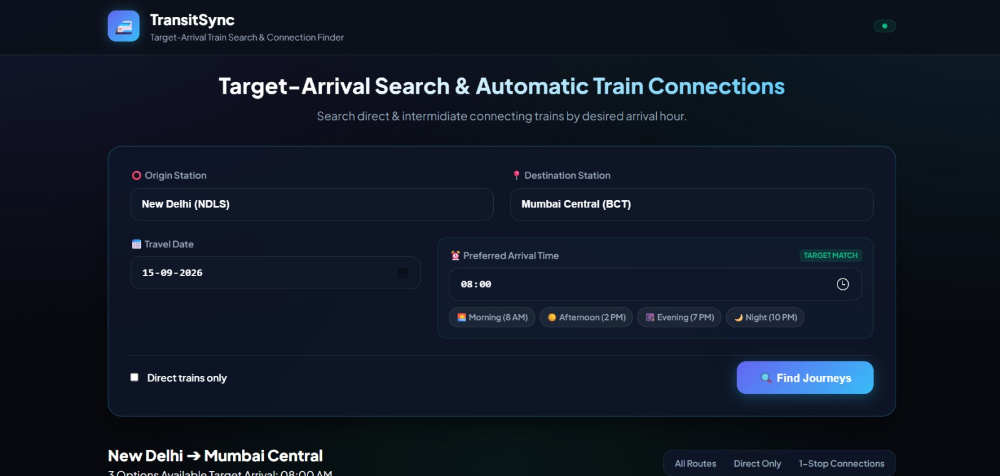 TransitSync
Target-Arrival Train Search & Connection Finder
Target-Arrival Search & Automatic Train Connections
Search direct & intermidiate connecting trains by desired arrival hour.
Origin Station
New Delhi (NDLS)
Destination Station
Mumbai Central (BCT)
Travel Date
15-09-2026
Preferred Arrival Time
TARGET MATCH
08:00
Morning (8 AM)
Afternoon (2 PM)
Evening (7 PM)
Night (10 PM)
Direct trains only
Find Journeys
New Delhi ➔ Mumbai Central
3 Options Available Target Arrival: 08:00 AM
All Routes
Direct Only
1-Stop Connections